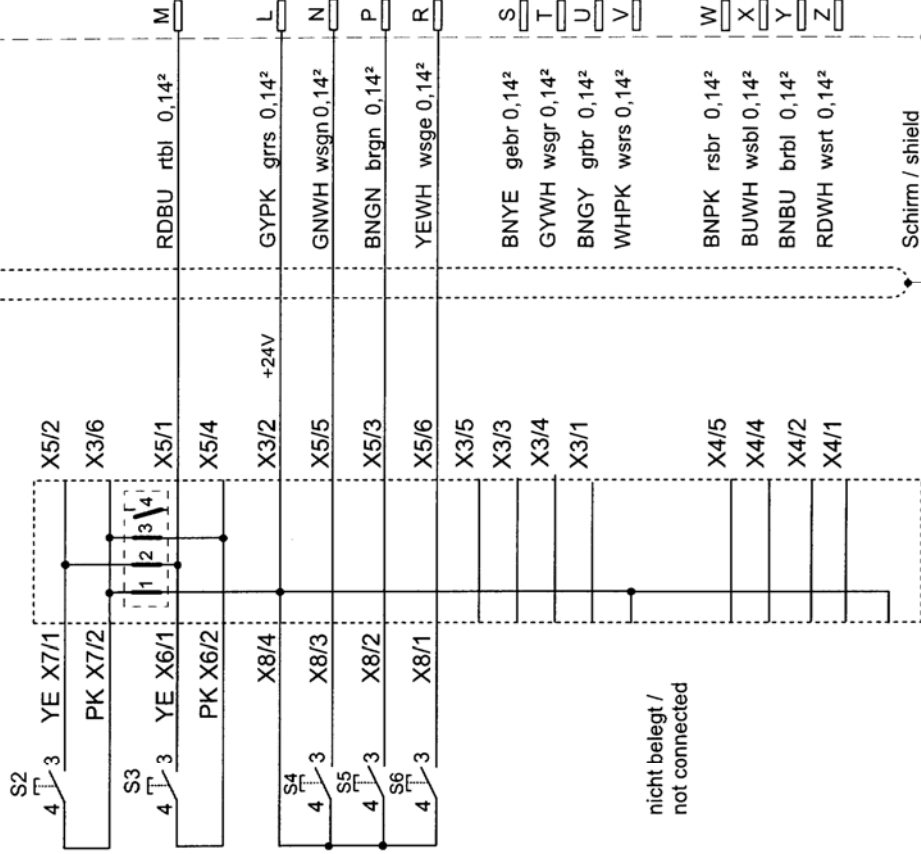 M
L
N
P
R
S
T
U
V
W
X
Y
Z
RDBU rtbl 0,14²
GYPK grrs 0,14²
GNWH wsgn 0,14²
BNGN brgn 0,14²
YEWH wsge 0,14²
BNYE gebr 0,14²
GYWH wsgr 0,14²
BNGY grbr 0,14²
WHPK wsrs 0,14²
BNPK rsbr 0,14²
BUWH wsbl 0,14²
BNBU brbl 0,14²
RDWH wsrt 0,14²
Schirm / shield
+24V
X5/2
X3/6
X5/1
X5/4
X3/2
X5/5
X5/3
X5/6
X3/5
X3/3
X3/4
X3/1
X4/5
X4/4
X4/2
X4/1
1
2
3
4
YE X7/1
PK X7/2
YE X6/1
PK X6/2
X8/4
X8/3
X8/2
X8/1
S2
4 3
S3
4 3
S4
4 3
S5
4 3
S6
4 3
nicht belegt /
not connected